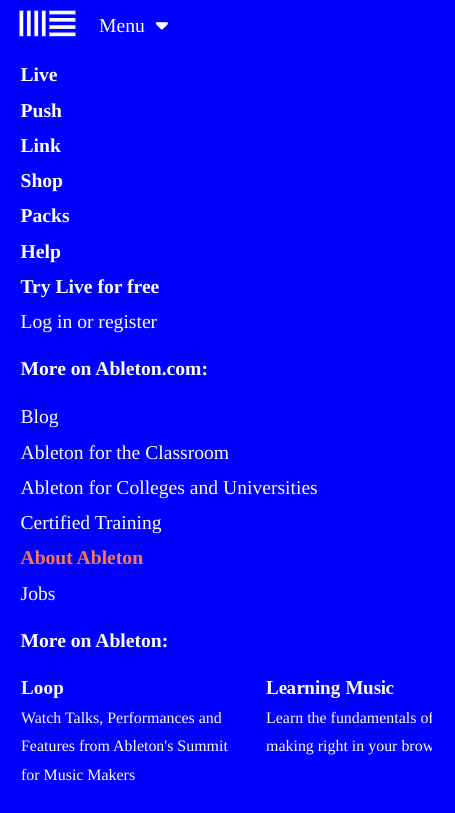 Menu
Live
Push
Link
Shop
Packs
Help
Try Live for free
Log in or register
More on Ableton.com:
Blog
Ableton for the Classroom
Ableton for Colleges and Universities
Certified Training
About Ableton
Jobs
More on Ableton:
Loop
Watch Talks, Performances and
Features from Ableton's Summit
for Music Makers
Learning Music
Learn the fundamentals of
making right in your brow